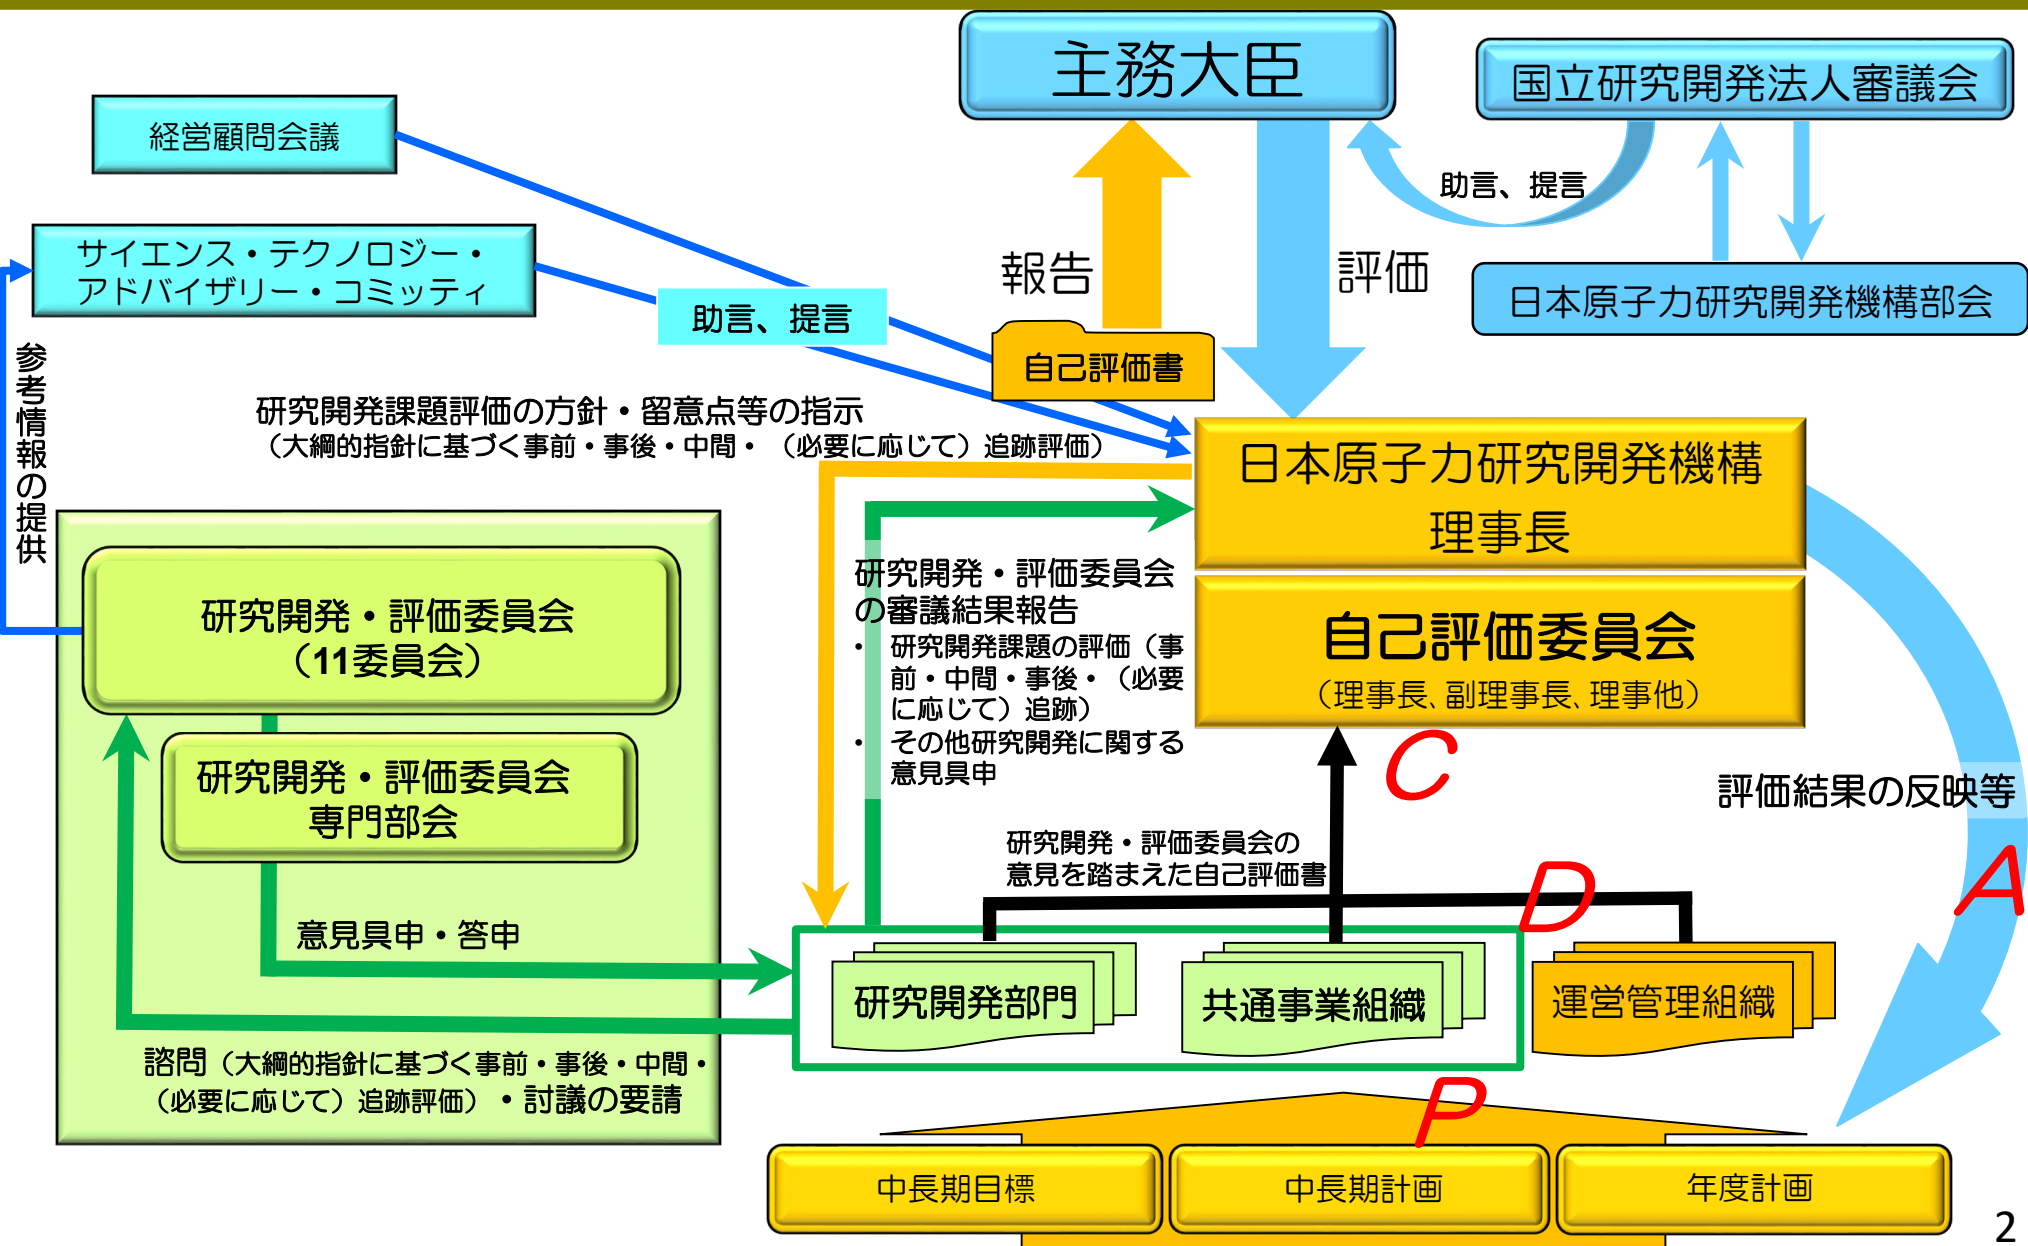 主務大臣
国立研究開発法人審議会
経営顧問会議
助言、提言
サイエンス・テクノロジー・
アドバイザリー・コミッティ
報告
評価
日本原子力研究開発機構部会
助言、提言
自己評価書
参考情報の提供
研究開発課題評価の方針・留意点等の指示
（大綱的指針に基づく事前・事後・中間・（必要に応じて）追跡評価）
日本原子力研究開発機構
理事長
研究開発・評価委員会
（11委員会）
研究開発・評価委員会
の審議結果報告
・ 研究開発課題の評価（事
前・中間・事後・（必要
に応じて）追跡）
・ その他研究開発に関する
意見具申
自己評価委員会
（理事長、副理事長、理事他）
研究開発・評価委員会
専門部会
C
評価結果の反映等
研究開発・評価委員会の
意見を踏まえた自己評価書
D
A
意見具申・答申
研究開発部門
共通事業組織
運営管理組織
諮問（大綱的指針に基づく事前・事後・中間・
（必要に応じて）追跡評価）・討議の要請
P
中長期目標
中長期計画
年度計画
2